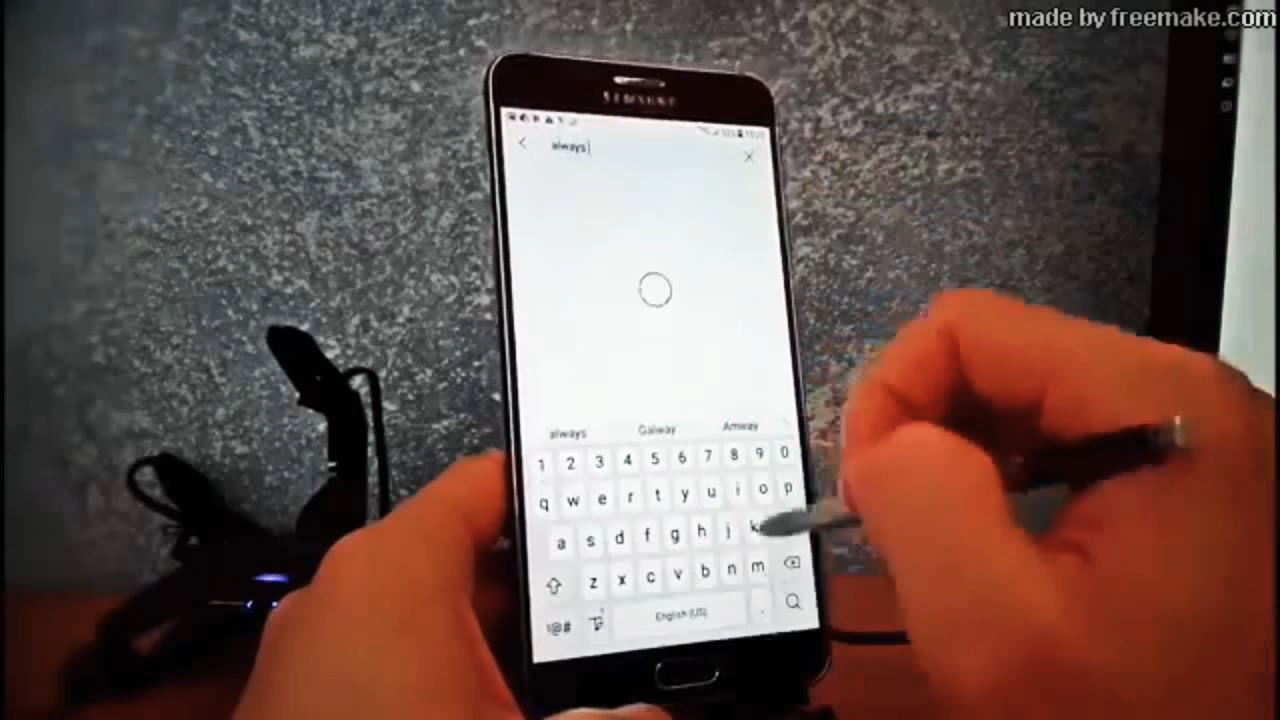 made by freemake.com
SAMSUNG
always
always Galway Amway
1 2 3 4 5 6 7 8 9 0
q w e r t y u i o p
a s d f g h j k
z x c v b n m
!@# English (US) .